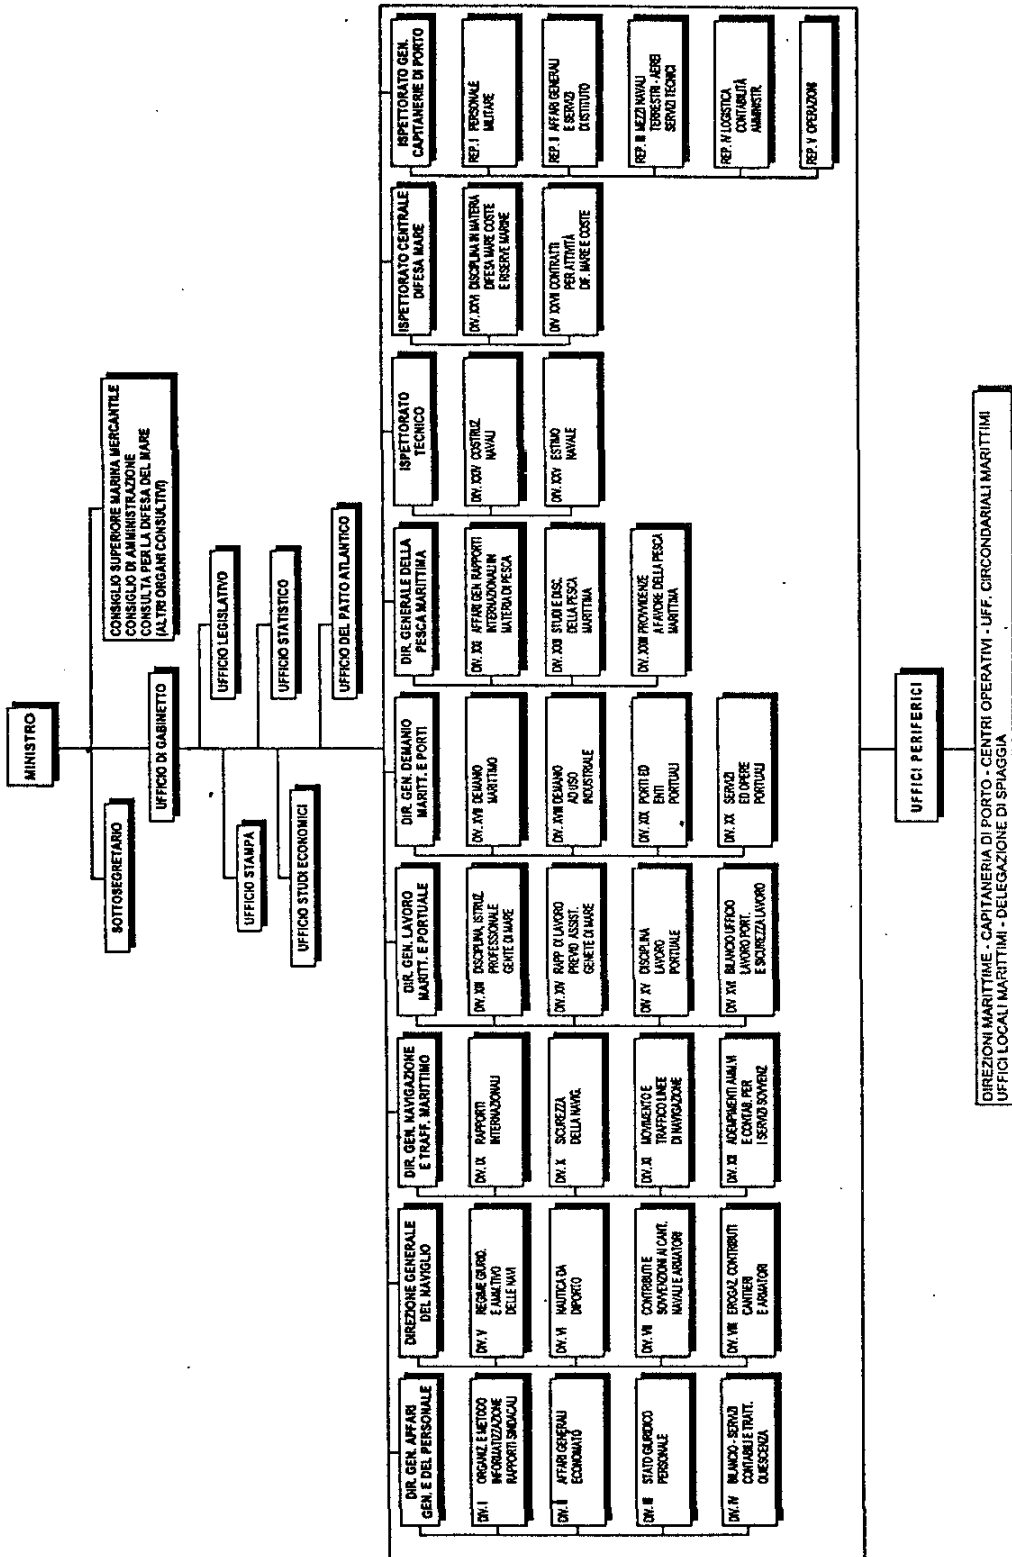 MINISTRO
SOTTOSEGRETARIO
CONSIGLIO SUPERIORE MARINA MERCANTILE
CONSIGLIO DI AMMINISTRAZIONE
CONSULTA PER LA DIFESA DEL MARE
(ALTRI ORGANI CONSULTIVI)
UFFICIO DI GABINETTO
UFFICIO LEGISLATIVO
UFFICIO STAMPA
UFFICIO STATISTICO
UFFICIO STUDI ECONOMICI
UFFICIO DEL PATTO ATLANTICO
DIR. GEN. AFFARI
GEN. E DEL PERSONALE
DIV. I ORGANIZ. E METODO
INFORMATIZZAZIONE
RAPPORTI SINDACALI
DIV. II AFFARI GENERALI
ECONOMATO
DIV. III STATO GIURIDICO
PERSONALE
DIV. IV BILANCIO - SERVIZI
CONTABILI E TRATT.
QUIESCENZA
DIREZIONE GENERALE
DEL NAVIGLIO
DIV. V REGIME GIURID.
E AMM.TIVO
DELLE NAVI
DIV. VI NAUTICA DA
DIPORTO
DIV. VII CONTRIBUTI E
SOVVENZIONI AI CANT.
NAVALI E ARMATORI
DIV. VIII EROGAZ. CONTRIBUTI
CANTIERI
E ARMATORI
DIR. GEN. NAVIGAZIONE
E TRAFF. MARITTIMO
DIV. IX RAPPORTI
INTERNAZIONALI
DIV. X SICUREZZA
DELLA NAVIG.
DIV. XI MOVIMENTO E
TRAFFICO LINEE
DI NAVIGAZIONE
DIV. XII ADEMPIMENTI AMM.VI
E CONTAB. PER
I SERVIZI SOVVENZ
DIR. GEN. LAVORO
MARITT. E PORTUALE
DIV. XIII DISCIPLINA, ISTRUZ.
PROFESSIONALE
GENTE DI MARE
DIV. XIV RAPP DI LAVORO
PREVID ASSIST.
GENETE DI MARE
DIV XV DISCIPLINA
LAVORO
PORTUALE
DIV XVI BILANCIO UFFICIO
LAVORO PORT.
E SICUREZZA LAVORO
DIR. GEN. DEMANIO
MARITT. E PORTI
DIV. XVII DEMANIO
MARITTIMO
DIV. XVIII DEMANIO
AD USO
INDUSTRIALE
DIV. XIX PORTI ED
ENTI
PORTUALI
DIV. XX SERVIZI
ED OPERE
PORTUALI
DIR. GENERALE DELLA
PESCA MARITTIMA
DIV. XXI AFFARI GEN. RAPPORTI
INTERNAZIONALI IN
MATERIA DI PESCA
DIV. XXII STUDI E DISC.
DELLA PESCA
MARITTIMA
DIV. XXIII PROVVIDENZE
A FAVORE DELLA PESCA
MARITTIMA
ISPETTORATO
TECNICO
DIV. XXIV COSTRUZ.
NAVALI
DIV. XXV ESTIMO
NAVALE
ISPETTORATO CENTRALE
DIFESA MARE
DIV. XXVI DISCIPLINA IN MATERIA
DIFESA MARE COSTE
E RISERVE MARINE
DIV XXVII CONTRATTI
PER ATTIVITÀ
DIF. MARE E COSTE
ISPETTORATO GEN.
CAPITANERIE DI PORTO
REP. I PERSONALE
MILITARE
REP. II AFFARI GENERALI
E SERVIZI
DI ISTITUTO
REP. III MEZZI NAVALI
TERRESTRI - AEREI
SERVIZI TECNICI
REP. IV LOGISTICA
CONTABILITÀ
AMMINISTR.
REP. V OPERAZIONI
UFFICI PERIFERICI
DIREZIONI MARITTIME - CAPITANERIA DI PORTO - CENTRI OPERATIVI - UFF. CIRCONDARIALI MARITTIMI
UFFICI LOCALI MARITTIMI - DELEGAZIONE DI SPIAGGIA